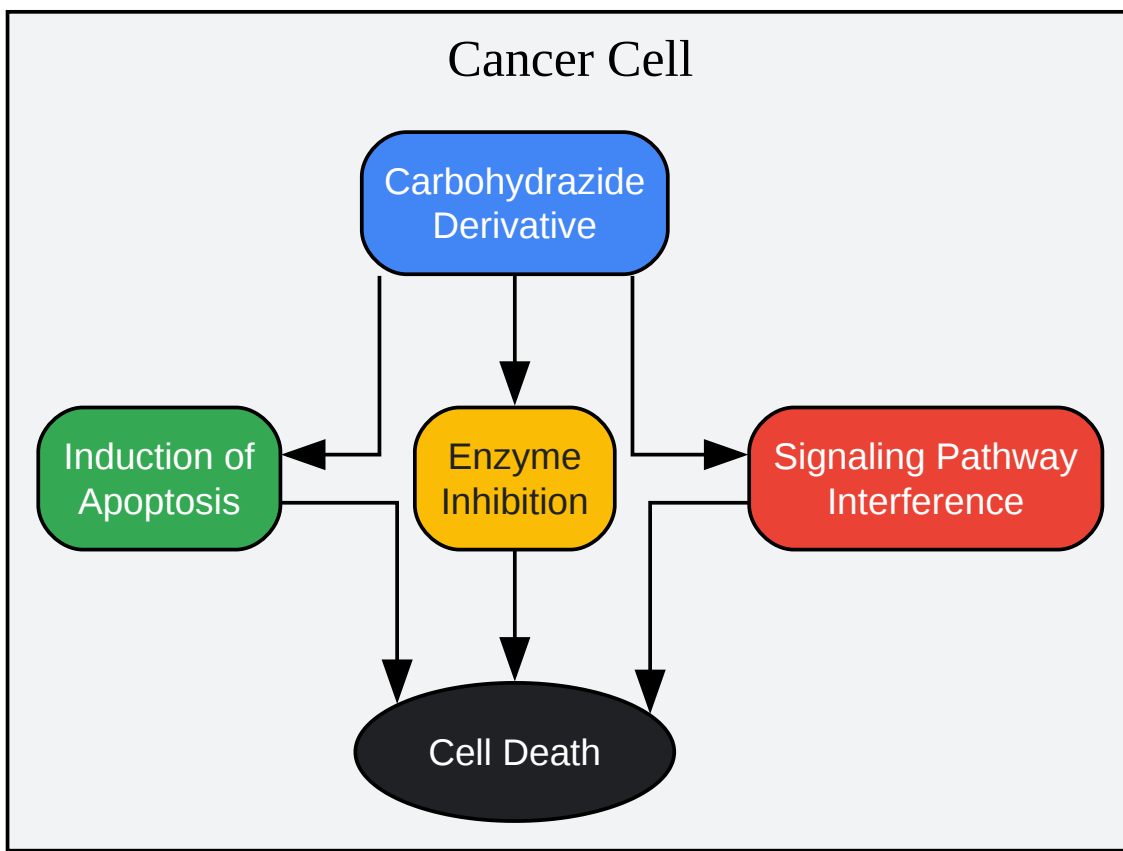 Cancer Cell
Carbohydrazide
Derivative
Induction of
Apoptosis
Enzyme
Inhibition
Signaling Pathway
Interference
Cell Death